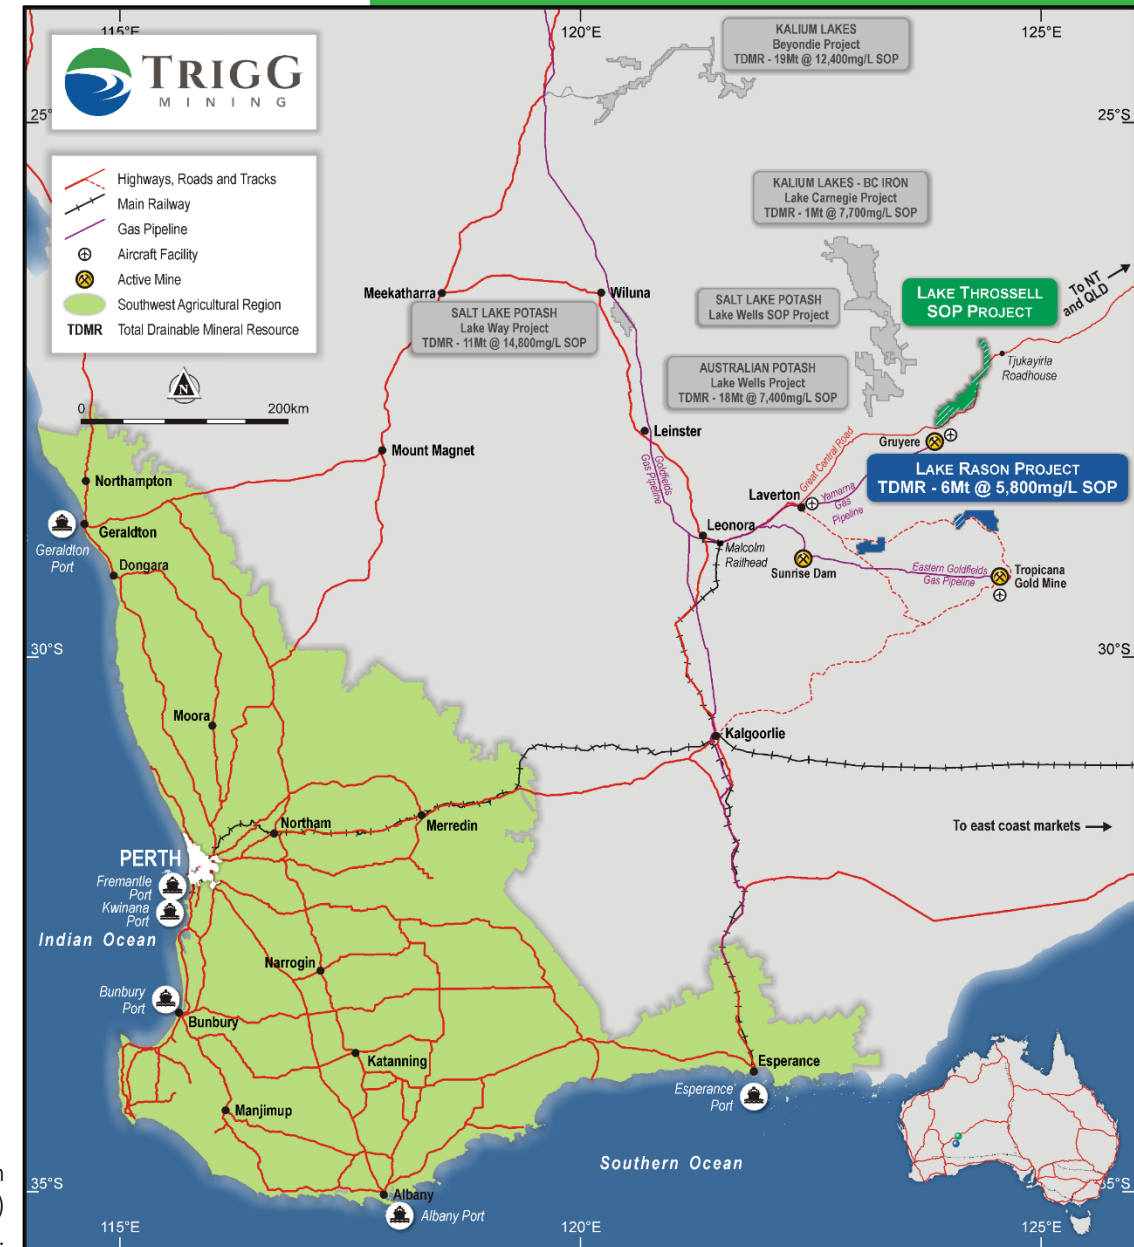 115°E
120°E
125°E
TRIGG
MINING
25°
25°S
Highways, Roads and Tracks
Main Railway
Gas Pipeline
Aircraft Facility
Active Mine
Southwest Agricultural Region
TDMR Total Drainable Mineral Resource
N
0 200km
KALIUM LAKES
Beyondie Project
TDMR - 19Mt @ 12,400mg/L SOP
KALIUM LAKES - BC IRON
Lake Carnegie Project
TDMR - 1Mt @ 7,700mg/L SOP
Meekatharra
Wiluna
SALT LAKE POTASH
Lake Way Project
TDMR - 11Mt @ 14,800mg/L SOP
SALT LAKE POTASH
Lake Wells SOP Project
LAKE THROSSELL
SOP PROJECT
To NT
and QLD
Tjukayirla
Roadhouse
AUSTRALIAN POTASH
Lake Wells Project
TDMR - 18Mt @ 7,400mg/L SOP
Mount Magnet
Leinster
Goldfields
Gas Pipeline
Great Central Road
Gruyere
LAKE RASON PROJECT
TDMR - 6Mt @ 5,800mg/L SOP
Northampton
Geraldton
Geraldton
Port
Dongara
Laverton
Yamarna
Gas
Pipeline
Leonora
Malcolm
Railhead
Sunrise Dam
Eastern Goldfields
Gas Pipeline
Tropicana
Gold Mine
30°S
30°S
Moora
Kalgoorlie
Northam
Merredin
To east coast markets
PERTH
Fremantle
Port
Kwinana
Port
Indian Ocean
Narrogin
Bunbury
Port
Bunbury
Katanning
Esperance
Esperance
Port
Manjimup
Southern Ocean
Albany
Albany Port
35°S
35°S
115°E
120°E
125°E
n
)
.